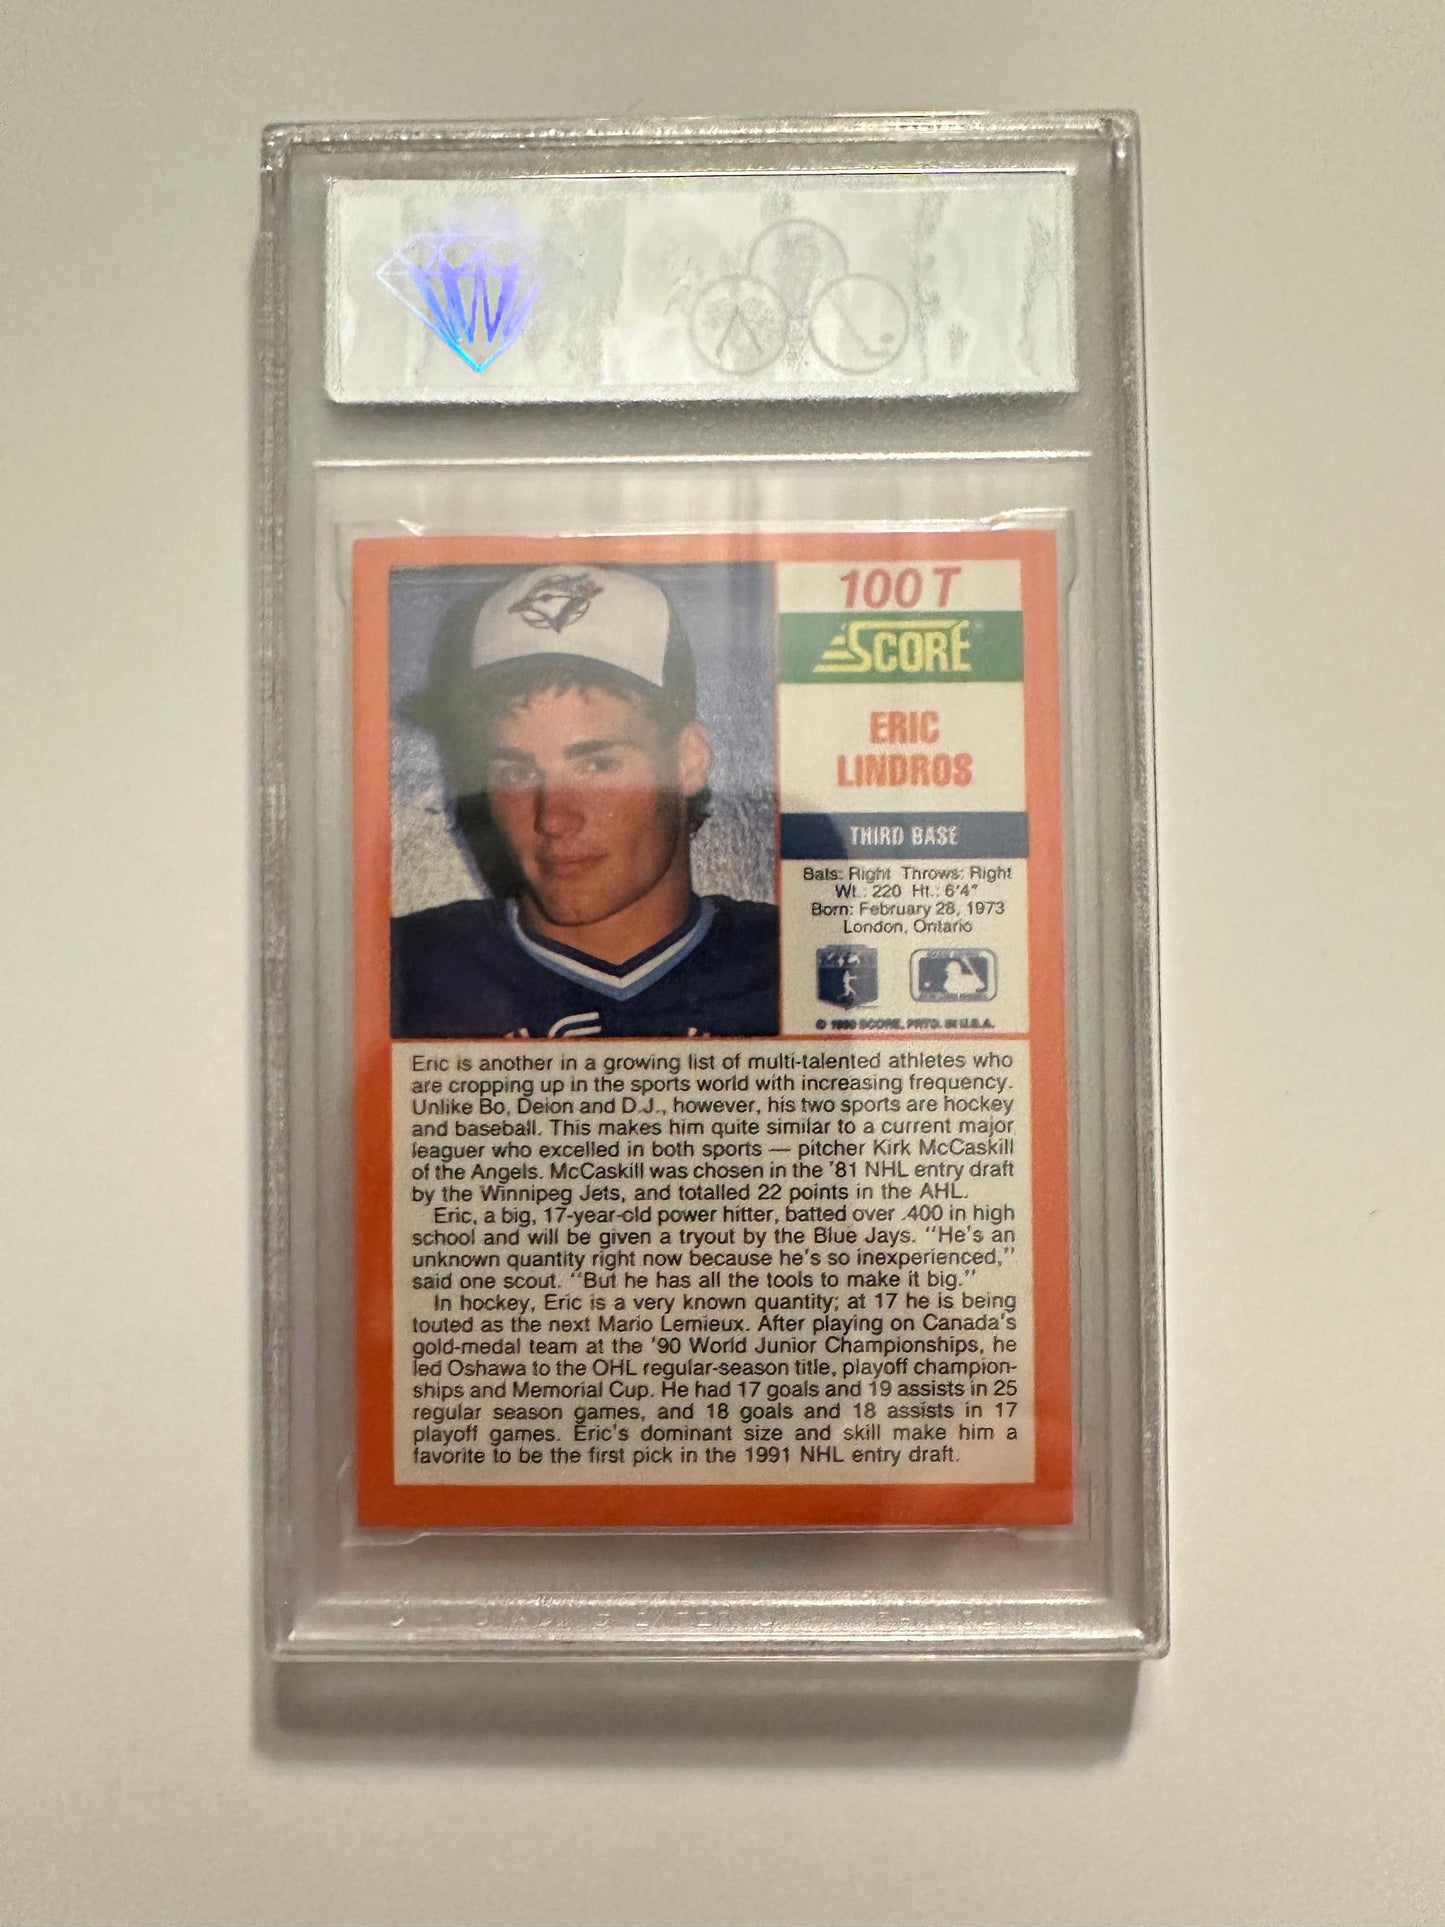 100 T
SCORE
ERIC
LINDROS
THIRD BASE
Bats: Right Throws: Right
Wt.: 220 Ht.: 6'4"
Born: February 28, 1973
London, Ontario
© 1990 SCORE, PRTD. IN U.S.A.
Eric is another in a growing list of multi-talented athletes who
are cropping up in the sports world with increasing frequency.
Unlike Bo, Deion and D.J., however, his two sports are hockey
and baseball. This makes him quite similar to a current major
leaguer who excelled in both sports — pitcher Kirk McCaskill
of the Angels. McCaskill was chosen in the '81 NHL entry draft
by the Winnipeg Jets, and totalled 22 points in the AHL.
Eric, a big, 17-year-old power hitter, batted over .400 in high
school and will be given a tryout by the Blue Jays. "He's an
unknown quantity right now because he's so inexperienced,"
said one scout. "But he has all the tools to make it big."
In hockey, Eric is a very known quantity; at 17 he is being
touted as the next Mario Lemieux. After playing on Canada's
gold-medal team at the '90 World Junior Championships, he
led Oshawa to the OHL regular-season title, playoff champion-
ships and Memorial Cup. He had 17 goals and 19 assists in 25
regular season games, and 18 goals and 18 assists in 17
playoff games. Eric's dominant size and skill make him a
favorite to be the first pick in the 1991 NHL entry draft.